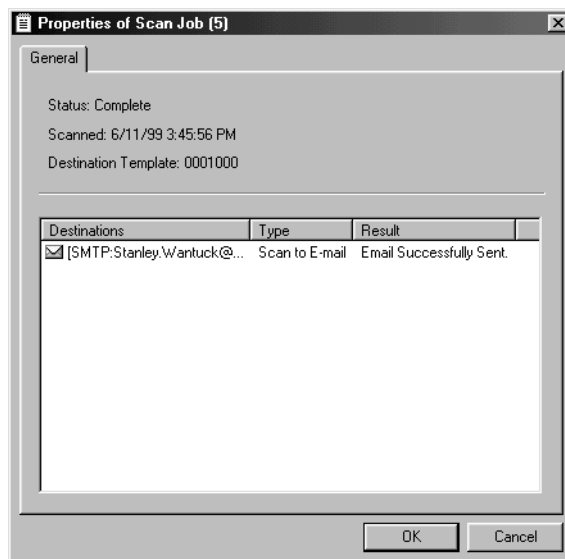 Properties of Scan Job (5)
General
Status: Complete
Scanned: 6/11/99 3:45:56 PM
Destination Template: 0001000
Destinations Type Result
[SMTP:Stanley.Wantuck@... Scan to E-mail Email Successfully Sent.
OK Cancel